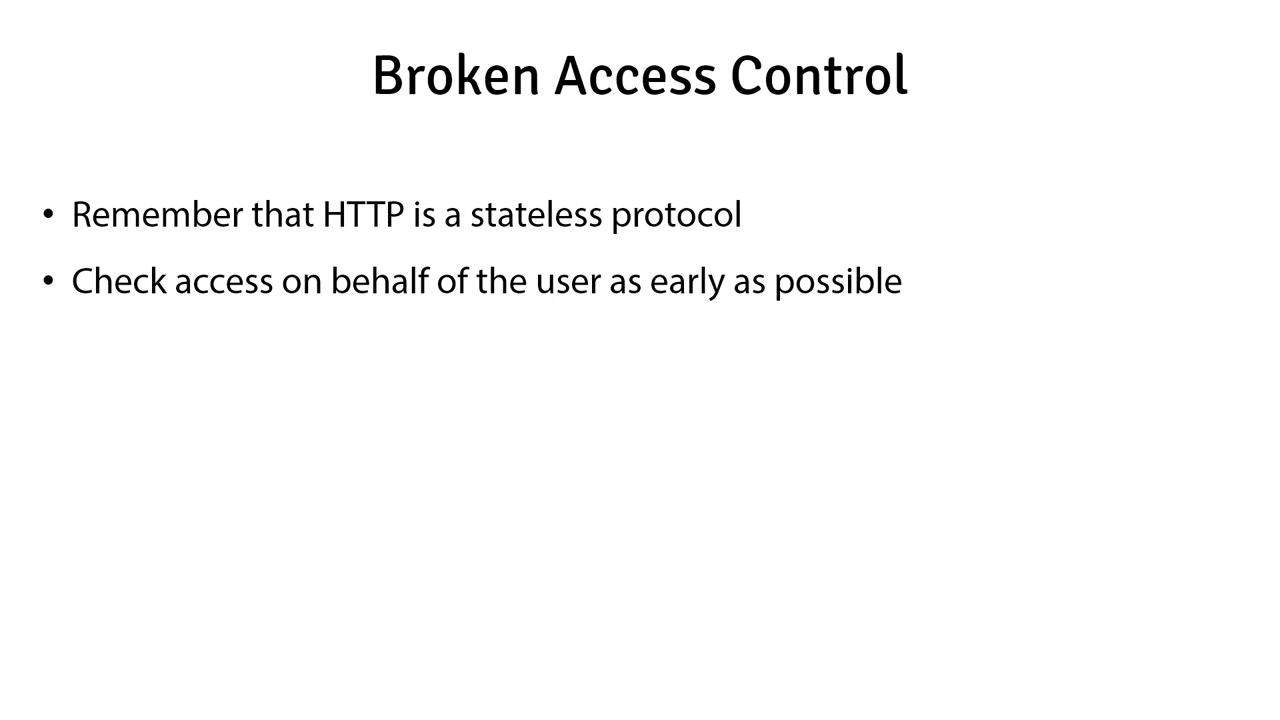 Broken Access Control
• Remember that HTTP is a stateless protocol
• Check access on behalf of the user as early as possible